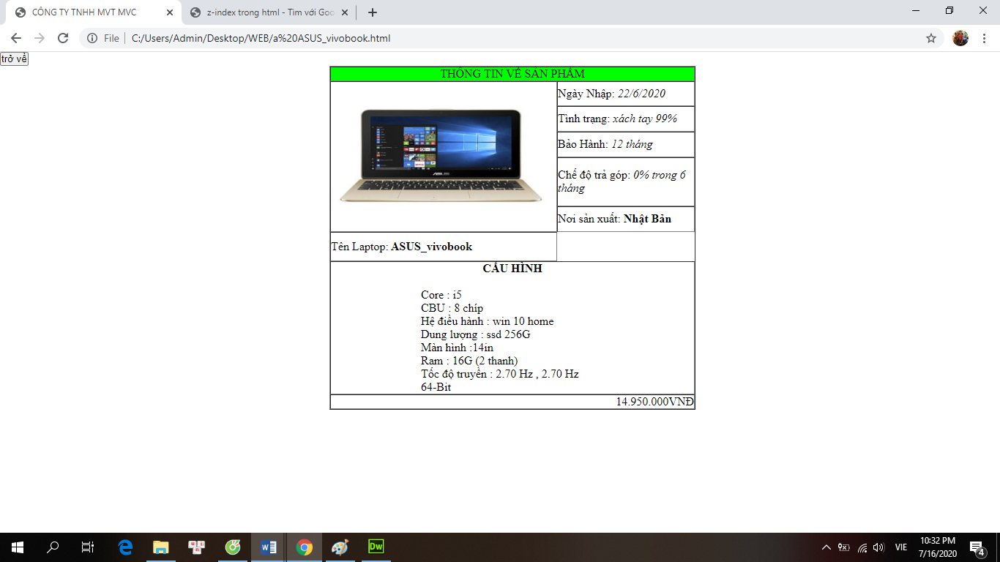 CÔNG TY TNHH MVT MVC
z-index trong html - Tìm với Goo
File
C:/Users/Admin/Desktop/WEB/a%20ASUS_vivobook.html
trở về
THÔNG TIN VỀ SẢN PHẨM
Ngày Nhập: 22/6/2020
Tình trạng: xách tay 99%
Bảo Hành: 12 tháng
Chế độ trả góp: 0% trong 6
tháng
Nơi sản xuất: Nhật Bản
ASUS
Tên Laptop: ASUS_vivobook
CẤU HÌNH
Core : i5
CBU : 8 chíp
Hệ điều hành : win 10 home
Dung lượng : ssd 256G
Màn hình :14in
Ram : 16G (2 thanh)
Tốc độ truyền : 2.70 Hz , 2.70 Hz
64-Bit
14.950.000VNĐ
Dw
VIE
10:32 PM
7/16/2020
4